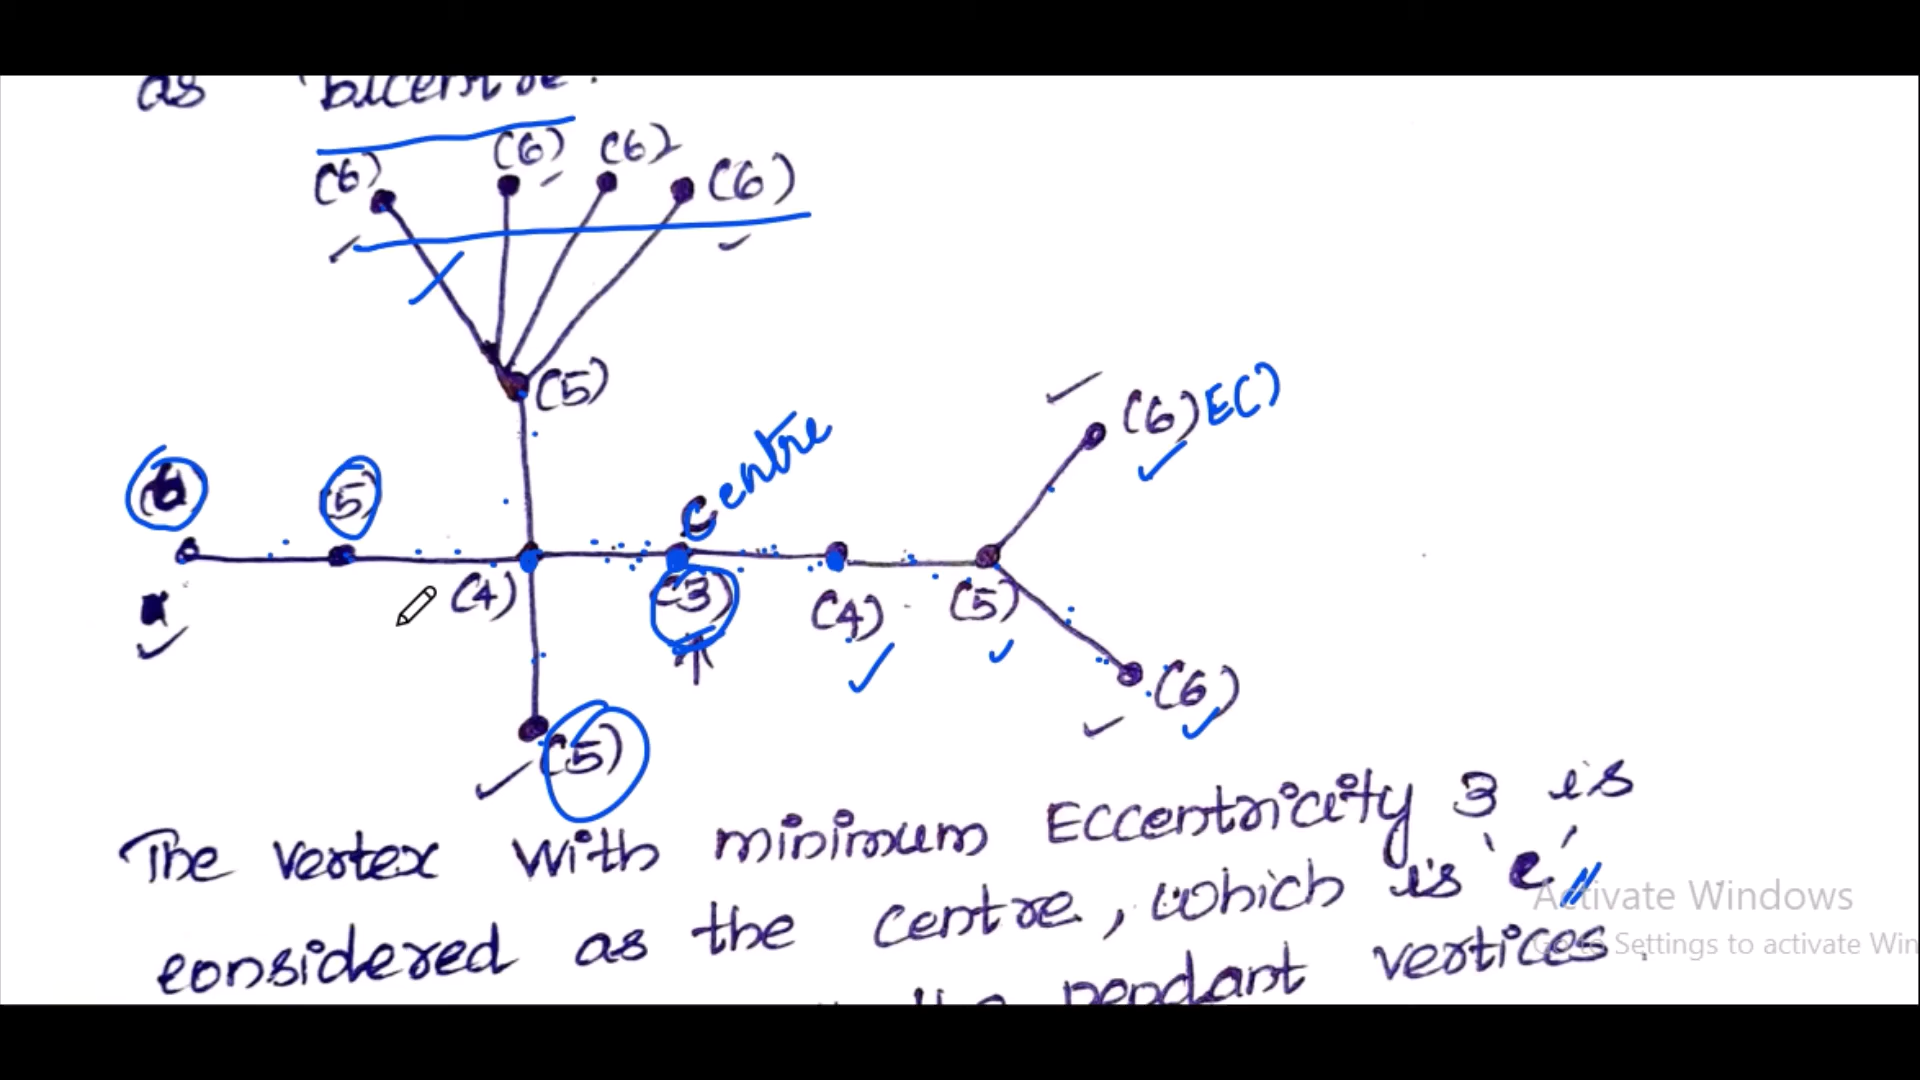 as 'bicentre'.
(6) (6)
(6) (6)
(5)
(6) EC)
Centre
(6) (5)
(4) (3) (4) (5)
a
(6)
(5)
The vertex with minimum Eccentricity 3 is
considered as the centre, which is 'c'
Activate Windows
Go to Settings to activate Win
pendant vertices.